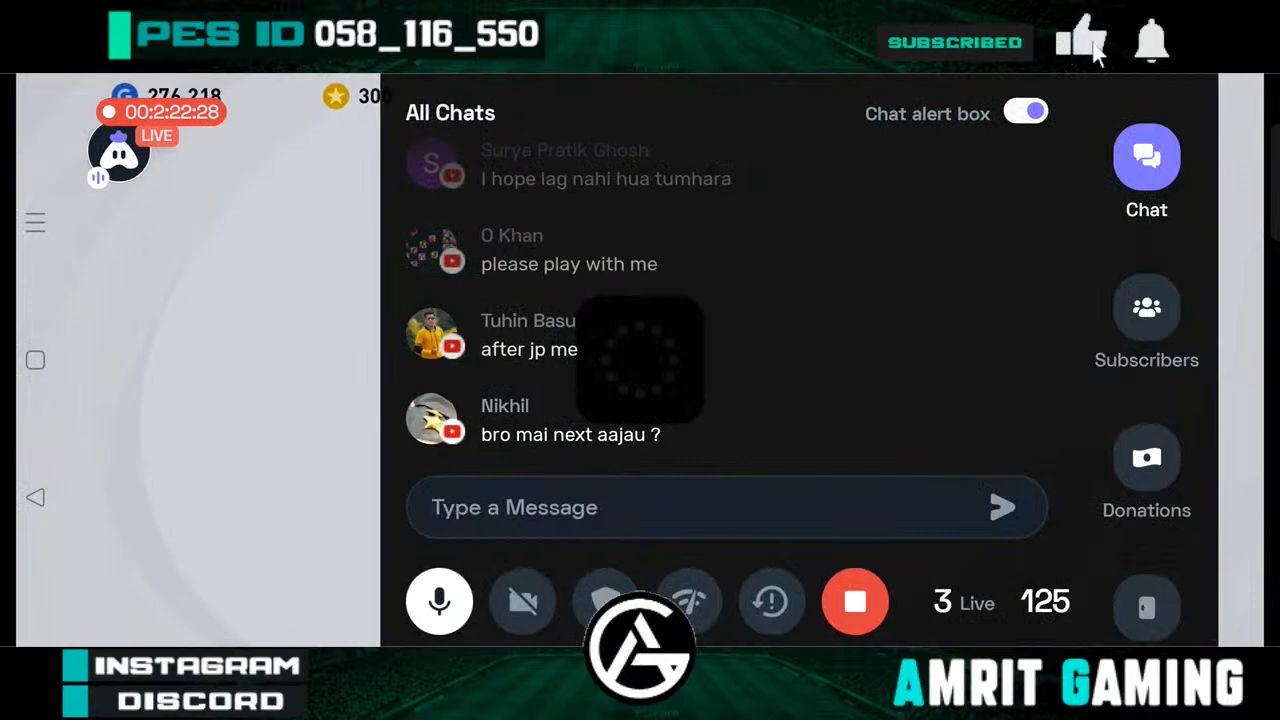 PES ID 058_116_550
SUBSCRIBED
276,218
300
00:2:22:28
LIVE
All Chats
Chat alert box
S
Surya Pratik Ghosh
I hope lag nahi hua tumhara
Chat
O Khan
please play with me
Tuhin Basu
after jp me
Subscribers
Nikhil
bro mai next aajau ?
Type a Message
Donations
3 Live 125
INSTAGRAM
DISCORD
AMRIT GAMING